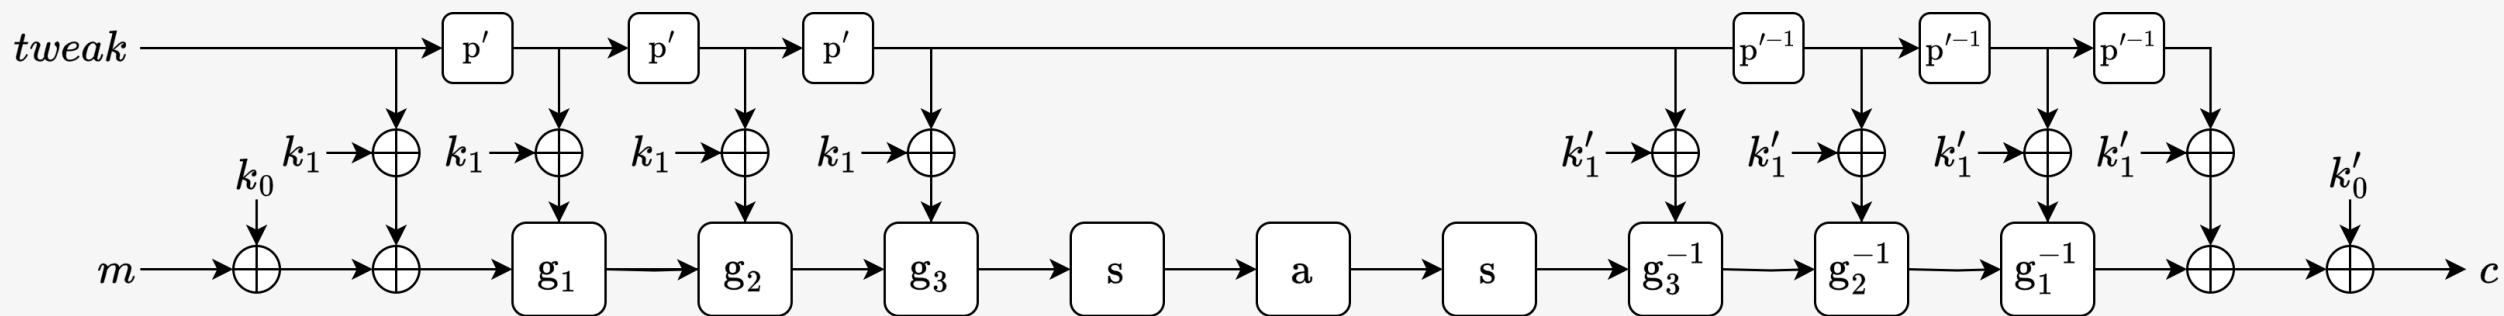 tweak p′ p′ p′ p′⁻¹ p′⁻¹ p′⁻¹
k₁ k₁ k₁ k₁ k′₁ k′₁ k′₁ k′₁
k₀ k′₀
m g₁ g₂ g₃ s a s g₃⁻¹ g₂⁻¹ g₁⁻¹ c